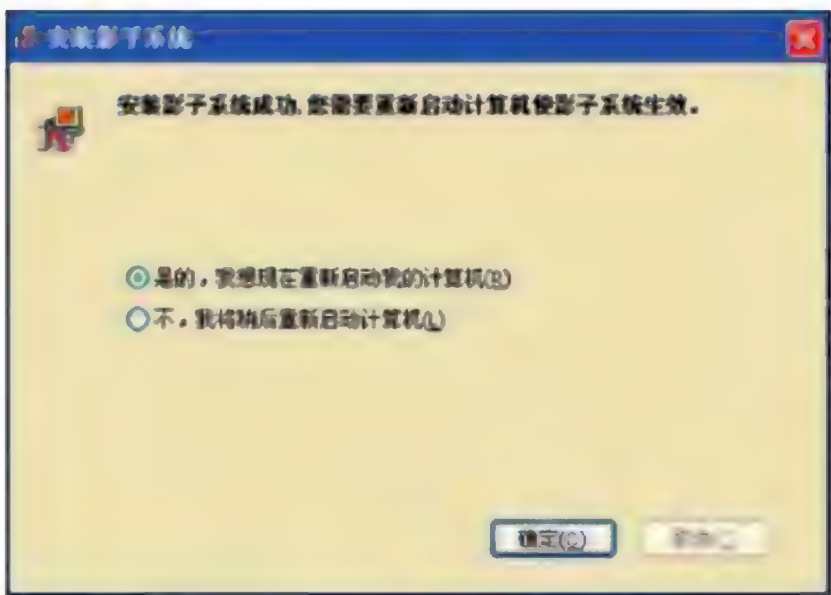 安装影子系统
安装影子系统成功,您需要重新启动计算机使影子系统生效。
是的，我想现在重新启动我的计算机(R)
不，我将稍后重新启动计算机(L)
确定(O)